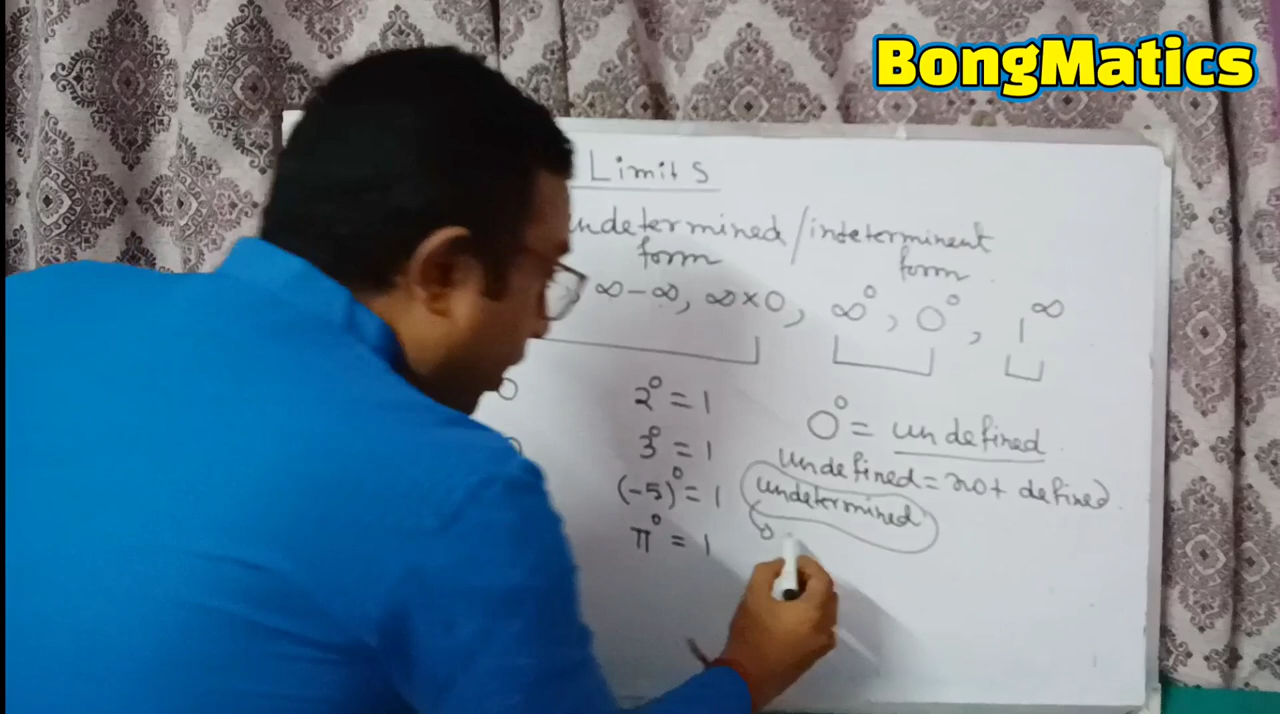 BongMatics
Limits
undetermined/indeterminent
form form
∞-∞, ∞×0, ∞⁰, 0⁰, 1^∞
2⁰ = 1
3⁰ = 1
(-5)⁰ = 1
π⁰ = 1
0⁰ = undefined
undefined = not defined
undetermined